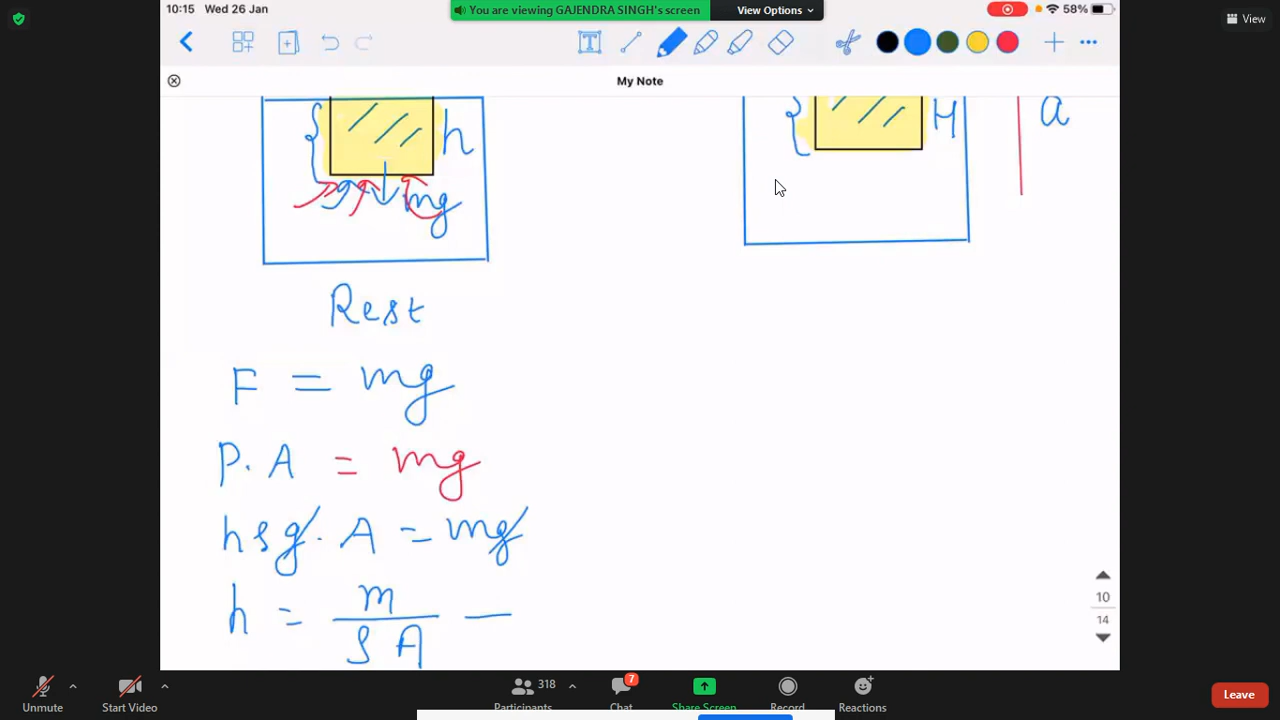 10:15 Wed 26 Jan
You are viewing GAJENDRA SINGH's screen
View Options
58%
View
My Note
h
mg
H
a
Rest
F = mg
P. A = mg
hρg. A = mg
h = m / ρ A —
10
14
Unmute
Start Video
318
Participants
7
Chat
Share Screen
Record
Reactions
Leave